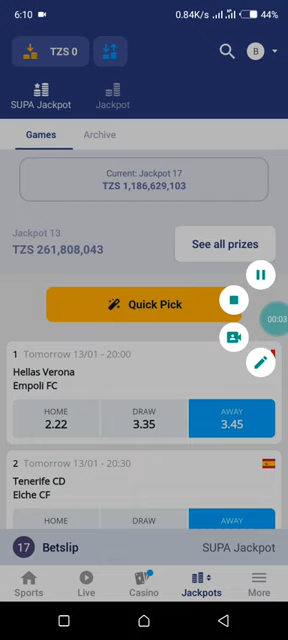 6:10
0.84K/s
44%
TZS 0
B
SUPA Jackpot
Jackpot
Games
Archive
Current: Jackpot 17
TZS 1,186,629,103
Jackpot 13
TZS 261,808,043
See all prizes
Quick Pick
00:03
1 Tomorrow 13/01 - 20:00
Hellas Verona
Empoli FC
HOME DRAW AWAY
2.22 3.35 3.45
2 Tomorrow 13/01 - 20:30
Tenerife CD
Elche CF
HOME DRAW AWAY
17 Betslip SUPA Jackpot
Sports Live Casino Jackpots More